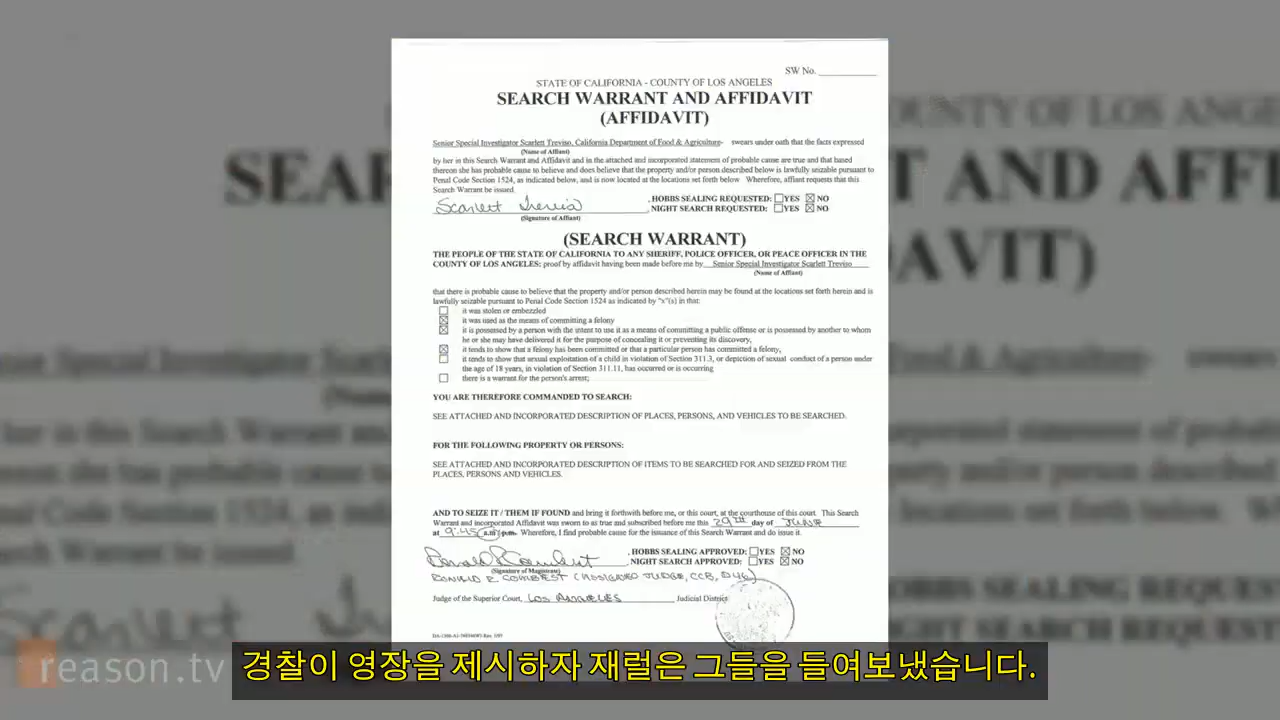 SW No.
STATE OF CALIFORNIA - COUNTY OF LOS ANGELES
SEARCH WARRANT AND AFFIDAVIT
(AFFIDAVIT)
Senior Special Investigator Scarlett Treviso, California Department of Food & Agriculture- swears under oath that the facts expressed
(Name of Affiant)
by her in this Search Warrant and Affidavit and in the attached and incorporated statement of probable cause are true and that based
thereon she has probable cause to believe and does believe that the property and/or person described below is lawfully seizable pursuant to
Penal Code Section 1524, as indicated below, and is now located at the locations set forth below Wherefore, affiant requests that this
Search Warrant be issued.
Scarlett Treviso , HOBBS SEALING REQUESTED: YES NO
(Signature of Affiant) NIGHT SEARCH REQUESTED: YES NO
(SEARCH WARRANT)
THE PEOPLE OF THE STATE OF CALIFORNIA TO ANY SHERIFF, POLICE OFFICER, OR PEACE OFFICER IN THE
COUNTY OF LOS ANGELES: proof by affidavit having been made before me by Senior Special Investigator Scarlett Treviso
(Name of Affiant)
that there is probable cause to believe that the property and/or person described herein may be found at the locations set forth herein and is
lawfully seizable pursuant to Penal Code Section 1524 as indicated by "x"(s) in that:
it was stolen or embezzled
it was used as the means of committing a felony
it is possessed by a person with the intent to use it as a means of committing a public offense or is possessed by another to whom
he or she may have delivered it for the purpose of concealing it or preventing its discovery,
it tends to show that a felony has been committed or that a particular person has committed a felony,
it tends to show that sexual exploitation of a child in violation of Section 311.3, or depiction of sexual conduct of a person under
the age of 18 years, in violation of Section 311.11, has occurred or is occurring
there is a warrant for the person's arrest;
YOU ARE THEREFORE COMMANDED TO SEARCH:
SEE ATTACHED AND INCORPORATED DESCRIPTION OF PLACES, PERSONS, AND VEHICLES TO BE SEARCHED.
FOR THE FOLLOWING PROPERTY OR PERSONS:
SEE ATTACHED AND INCORPORATED DESCRIPTION OF ITEMS TO BE SEARCHED FOR AND SEIZED FROM THE
PLACES, PERSONS AND VEHICLES.
AND TO SEIZE IT / THEM IF FOUND and bring it forthwith before me, or this court, at the courthouse of this court. This Search
Warrant and incorporated Affidavit was sworn to as true and subscribed before me this 29TH day of JUNE
at 9:45 a.m/p.m. Wherefore, I find probable cause for the issuance of this Search Warrant and do issue it.
, HOBBS SEALING APPROVED: YES NO
(Signature of Magistrate) NIGHT SEARCH APPROVED: YES NO
Judge of the Superior Court, LOS ANGELES Judicial District
reason.tv
경찰이 영장을 제시하자 재럴은 그들을 들여보냈습니다.